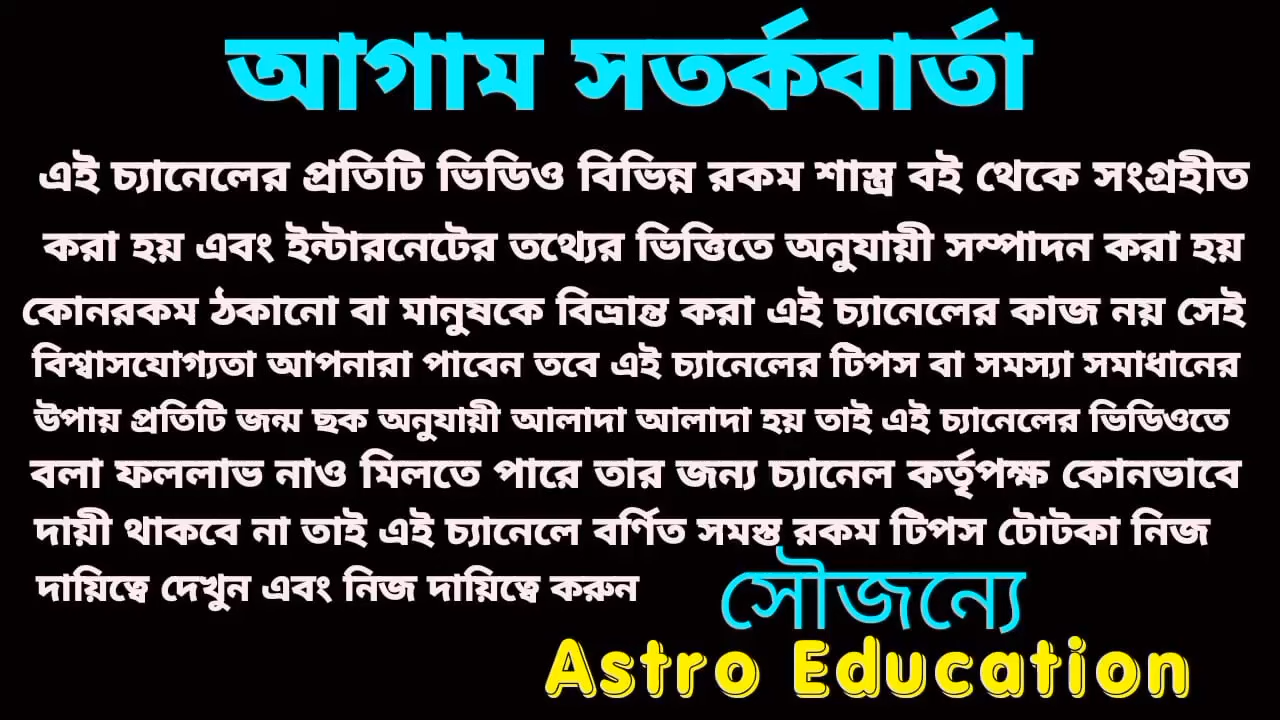 আগাম সতর্কবার্তা
এই চ্যানেলের প্রতিটি ভিডিও বিভিন্ন রকম শাস্ত্র বই থেকে সংগ্রহীত
করা হয় এবং ইন্টারনেটের তথ্যের ভিত্তিতে অনুযায়ী সম্পাদন করা হয়
কোনরকম ঠকানো বা মানুষকে বিভ্রান্ত করা এই চ্যানেলের কাজ নয় সেই
বিশ্বাসযোগ্যতা আপনারা পাবেন তবে এই চ্যানেলের টিপস বা সমস্যা সমাধানের
উপায় প্রতিটি জন্ম ছক অনুযায়ী আলাদা আলাদা হয় তাই এই চ্যানেলের ভিডিওতে
বলা ফললাভ নাও মিলতে পারে তার জন্য চ্যানেল কর্তৃপক্ষ কোনভাবে
দায়ী থাকবে না তাই এই চ্যানেলে বর্ণিত সমস্ত রকম টিপস টোটকা নিজ
দায়িত্বে দেখুন এবং নিজ দায়িত্বে করুন
সৌজন্যে
Astro Education